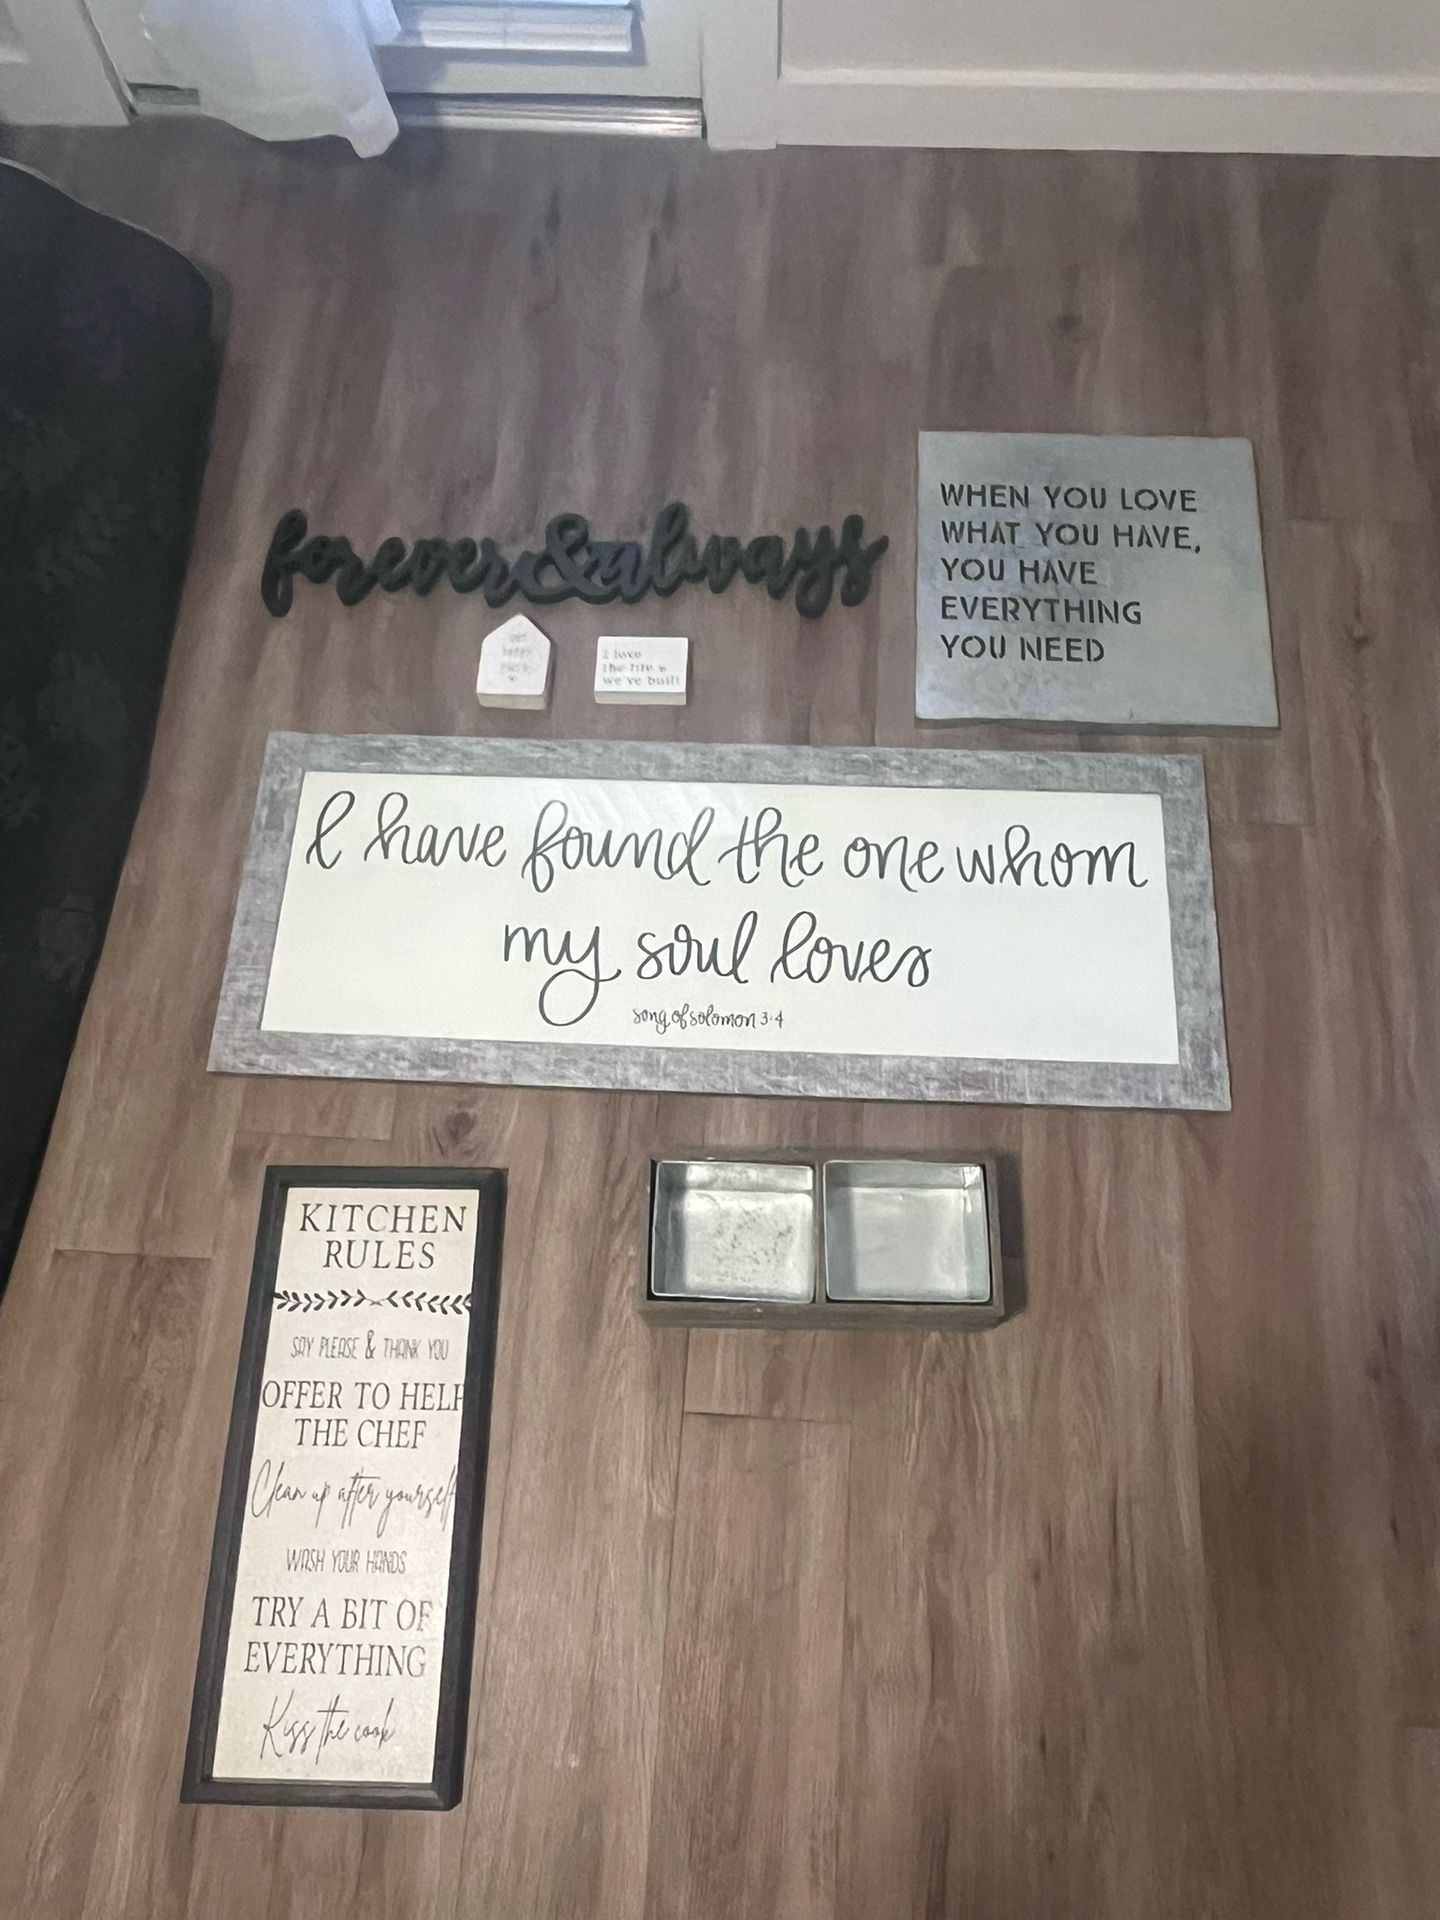 forever & always
WHEN YOU LOVE
WHAT YOU HAVE,
YOU HAVE
EVERYTHING
YOU NEED
our
happy
place
I love
the life
we've built
I have found the one whom
my soul loves
song of solomon 3:4
KITCHEN
RULES
SAY PLEASE & THANK YOU
OFFER TO HELP
THE CHEF
Clean up after yourself
WASH YOUR HANDS
TRY A BIT OF
EVERYTHING
Kiss the cook